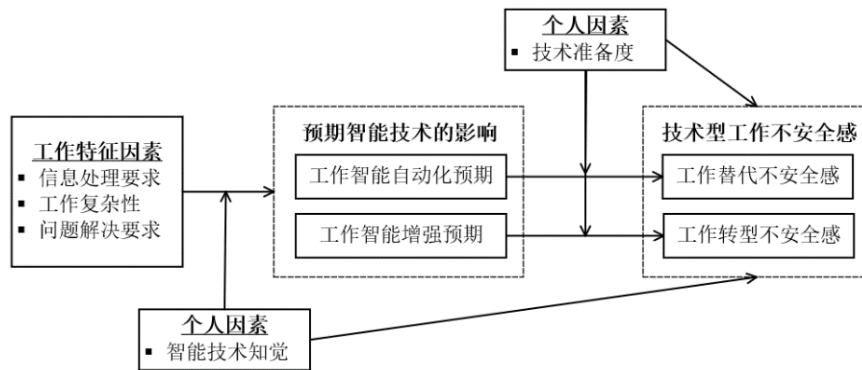 个人因素
▪ 技术准备度
工作特征因素
▪ 信息处理要求
▪ 工作复杂性
▪ 问题解决要求
预期智能技术的影响
工作智能自动化预期
工作智能增强预期
技术型工作不安全感
工作替代不安全感
工作转型不安全感
个人因素
▪ 智能技术知觉